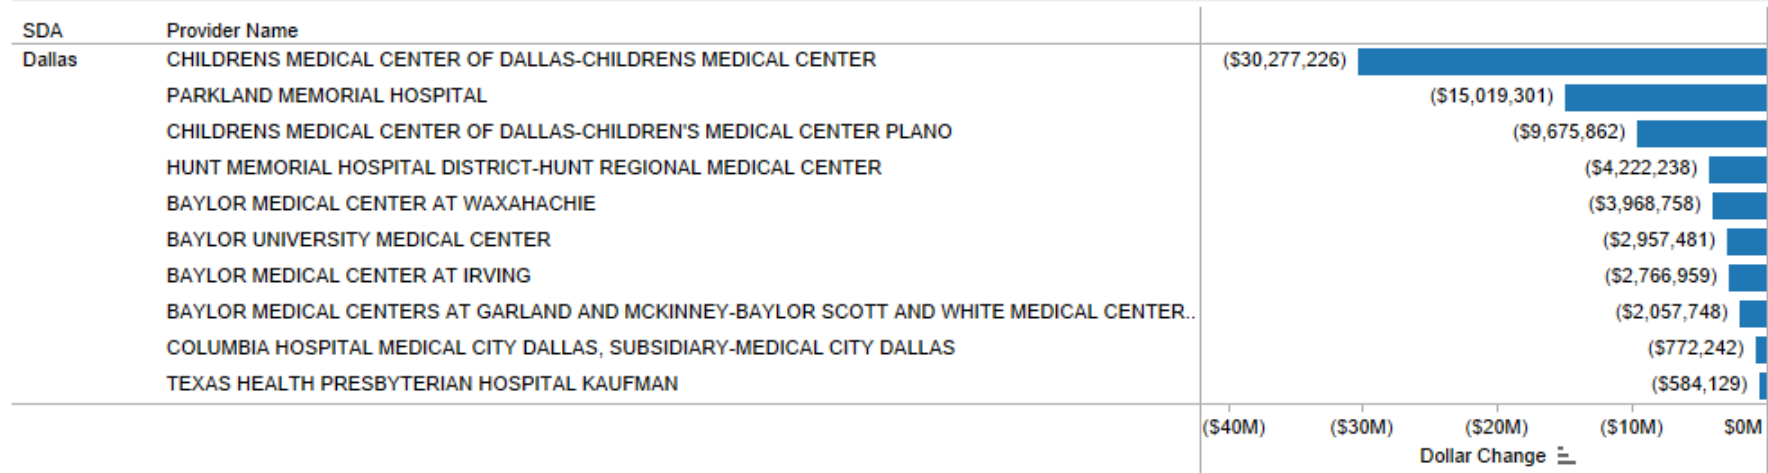 SDA Provider Name
Dallas CHILDRENS MEDICAL CENTER OF DALLAS-CHILDRENS MEDICAL CENTER ($30,277,226)
PARKLAND MEMORIAL HOSPITAL ($15,019,301)
CHILDRENS MEDICAL CENTER OF DALLAS-CHILDREN'S MEDICAL CENTER PLANO ($9,675,862)
HUNT MEMORIAL HOSPITAL DISTRICT-HUNT REGIONAL MEDICAL CENTER ($4,222,238)
BAYLOR MEDICAL CENTER AT WAXAHACHIE ($3,968,758)
BAYLOR UNIVERSITY MEDICAL CENTER ($2,957,481)
BAYLOR MEDICAL CENTER AT IRVING ($2,766,959)
BAYLOR MEDICAL CENTERS AT GARLAND AND MCKINNEY-BAYLOR SCOTT AND WHITE MEDICAL CENTER.. ($2,057,748)
COLUMBIA HOSPITAL MEDICAL CITY DALLAS, SUBSIDIARY-MEDICAL CITY DALLAS ($772,242)
TEXAS HEALTH PRESBYTERIAN HOSPITAL KAUFMAN ($584,129)
($40M) ($30M) ($20M) ($10M) $0M
Dollar Change